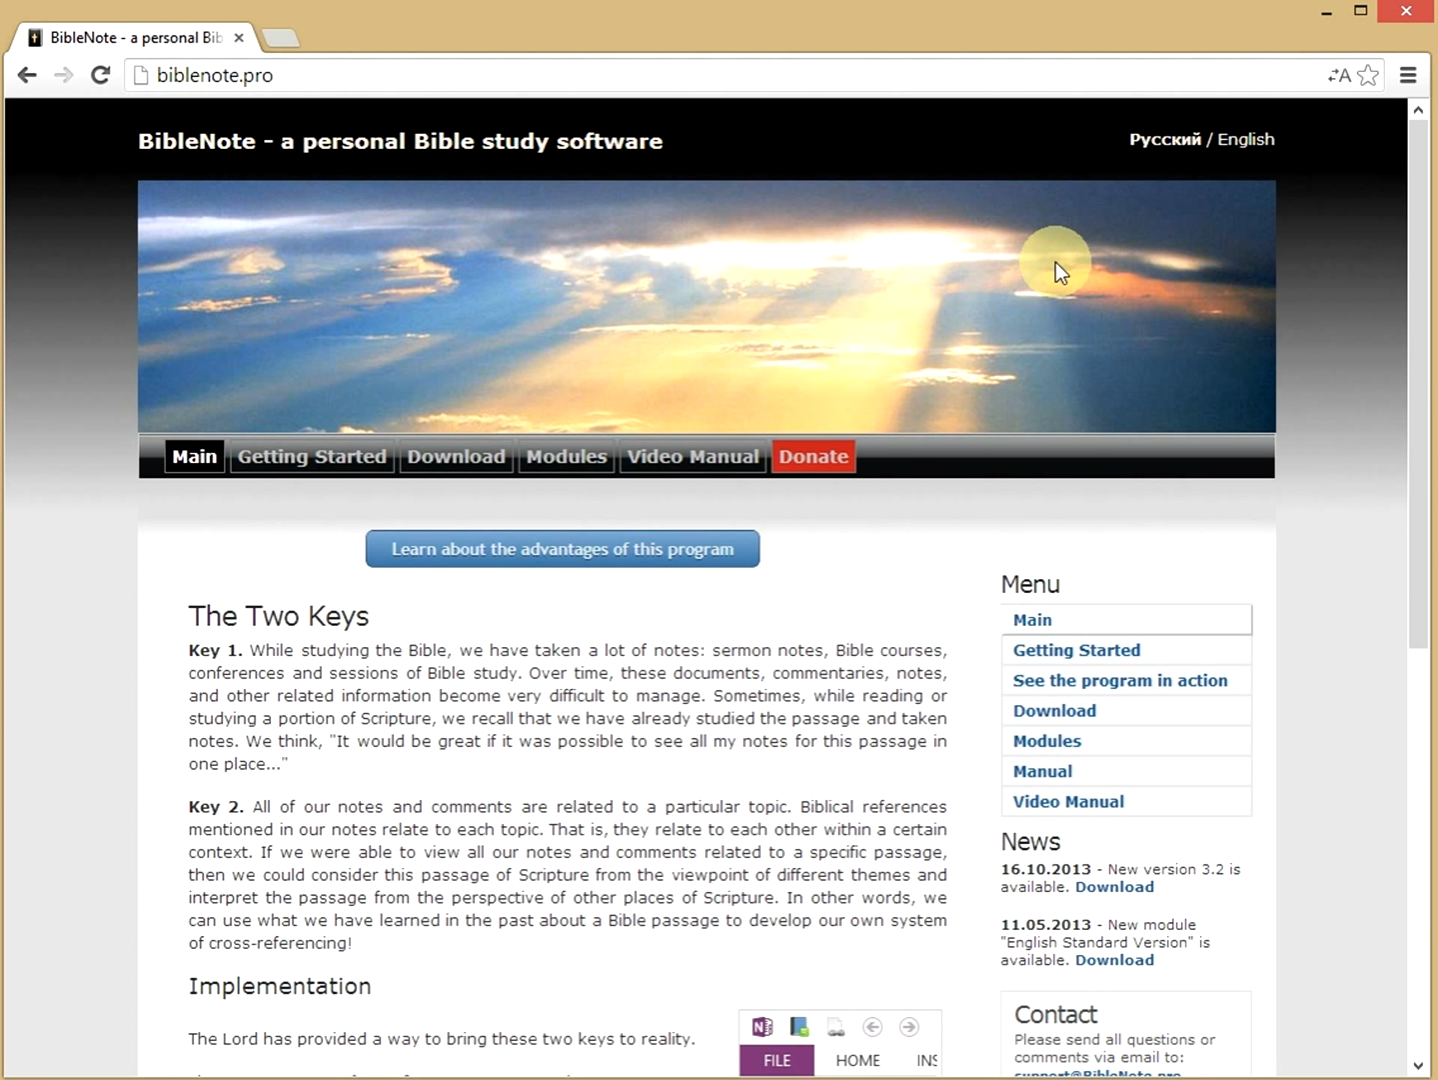 BibleNote - a personal Bib
biblenote.pro
BibleNote - a personal Bible study software
Русский / English
Main
Getting Started
Download
Modules
Video Manual
Donate
Learn about the advantages of this program
The Two Keys
Key 1. While studying the Bible, we have taken a lot of notes: sermon notes, Bible courses,
conferences and sessions of Bible study. Over time, these documents, commentaries, notes,
and other related information become very difficult to manage. Sometimes, while reading or
studying a portion of Scripture, we recall that we have already studied the passage and taken
notes. We think, "It would be great if it was possible to see all my notes for this passage in
one place..."
Key 2. All of our notes and comments are related to a particular topic. Biblical references
mentioned in our notes relate to each topic. That is, they relate to each other within a certain
context. If we were able to view all our notes and comments related to a specific passage,
then we could consider this passage of Scripture from the viewpoint of different themes and
interpret the passage from the perspective of other places of Scripture. In other words, we
can use what we have learned in the past about a Bible passage to develop our own system
of cross-referencing!
Implementation
The Lord has provided a way to bring these two keys to reality.
FILE HOME INS
Menu
Main
Getting Started
See the program in action
Download
Modules
Manual
Video Manual
News
16.10.2013 - New version 3.2 is
available. Download
11.05.2013 - New module
"English Standard Version" is
available. Download
Contact
Please send all questions or
comments via email to:
support@BibleNote.pro